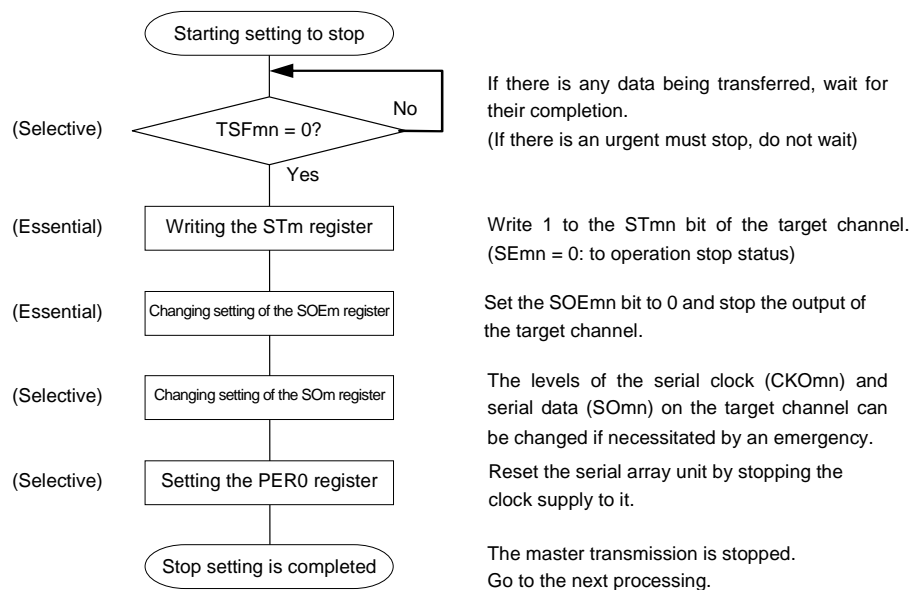 Starting setting to stop
If there is any data being transferred, wait for
their completion.
(If there is an urgent must stop, do not wait)
No
(Selective)
TSFmn = 0?
Yes
(Essential)
Writing the STm register
Write 1 to the STmn bit of the target channel.
(SEmn = 0: to operation stop status)
(Essential)
Changing setting of the SOEm register
Set the SOEmn bit to 0 and stop the output of
the target channel.
(Selective)
Changing setting of the SOm register
The levels of the serial clock (CKOmn) and
serial data (SOmn) on the target channel can
be changed if necessitated by an emergency.
(Selective)
Setting the PER0 register
Reset the serial array unit by stopping the
clock supply to it.
Stop setting is completed
The master transmission is stopped.
Go to the next processing.